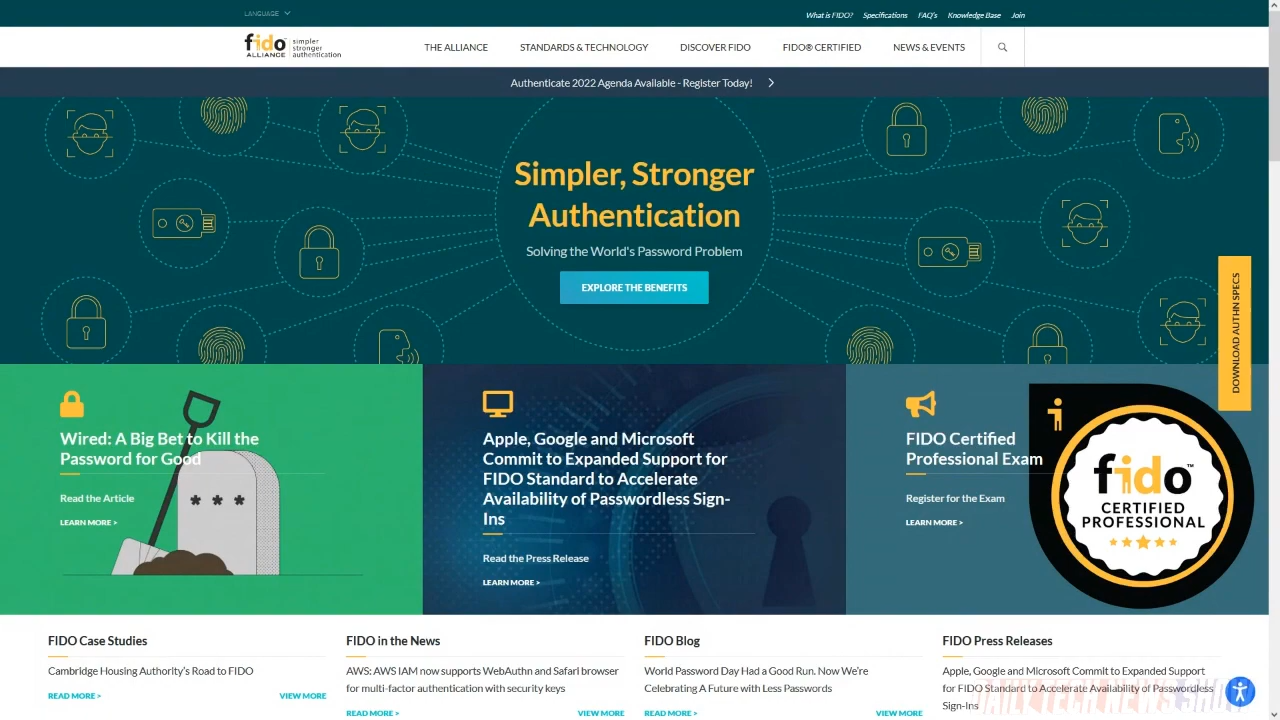 LANGUAGE
What is FIDO? Specifications FAQ's Knowledge Base Join
fido ALLIANCE
simpler
stronger
authentication
THE ALLIANCE STANDARDS & TECHNOLOGY DISCOVER FIDO FIDO® CERTIFIED NEWS & EVENTS
Authenticate 2022 Agenda Available - Register Today!
Simpler, Stronger
Authentication
Solving the World's Password Problem
EXPLORE THE BENEFITS
DOWNLOAD AUTHN SPECS
Wired: A Big Bet to Kill the
Password for Good
Read the Article
LEARN MORE >
* * *
Apple, Google and Microsoft
Commit to Expanded Support for
FIDO Standard to Accelerate
Availability of Passwordless Sign-
Ins
Read the Press Release
LEARN MORE >
FIDO Certified
Professional Exam
Register for the Exam
LEARN MORE >
fido™
CERTIFIED
PROFESSIONAL
FIDO Case Studies
Cambridge Housing Authority's Road to FIDO
READ MORE > VIEW MORE
FIDO in the News
AWS: AWS IAM now supports WebAuthn and Safari browser
for multi-factor authentication with security keys
READ MORE > VIEW MORE
FIDO Blog
World Password Day Had a Good Run. Now We're
Celebrating A Future with Less Passwords
READ MORE > VIEW MORE
FIDO Press Releases
Apple, Google and Microsoft Commit to Expanded Support
for FIDO Standard to Accelerate Availability of Passwordless
Sign-Ins